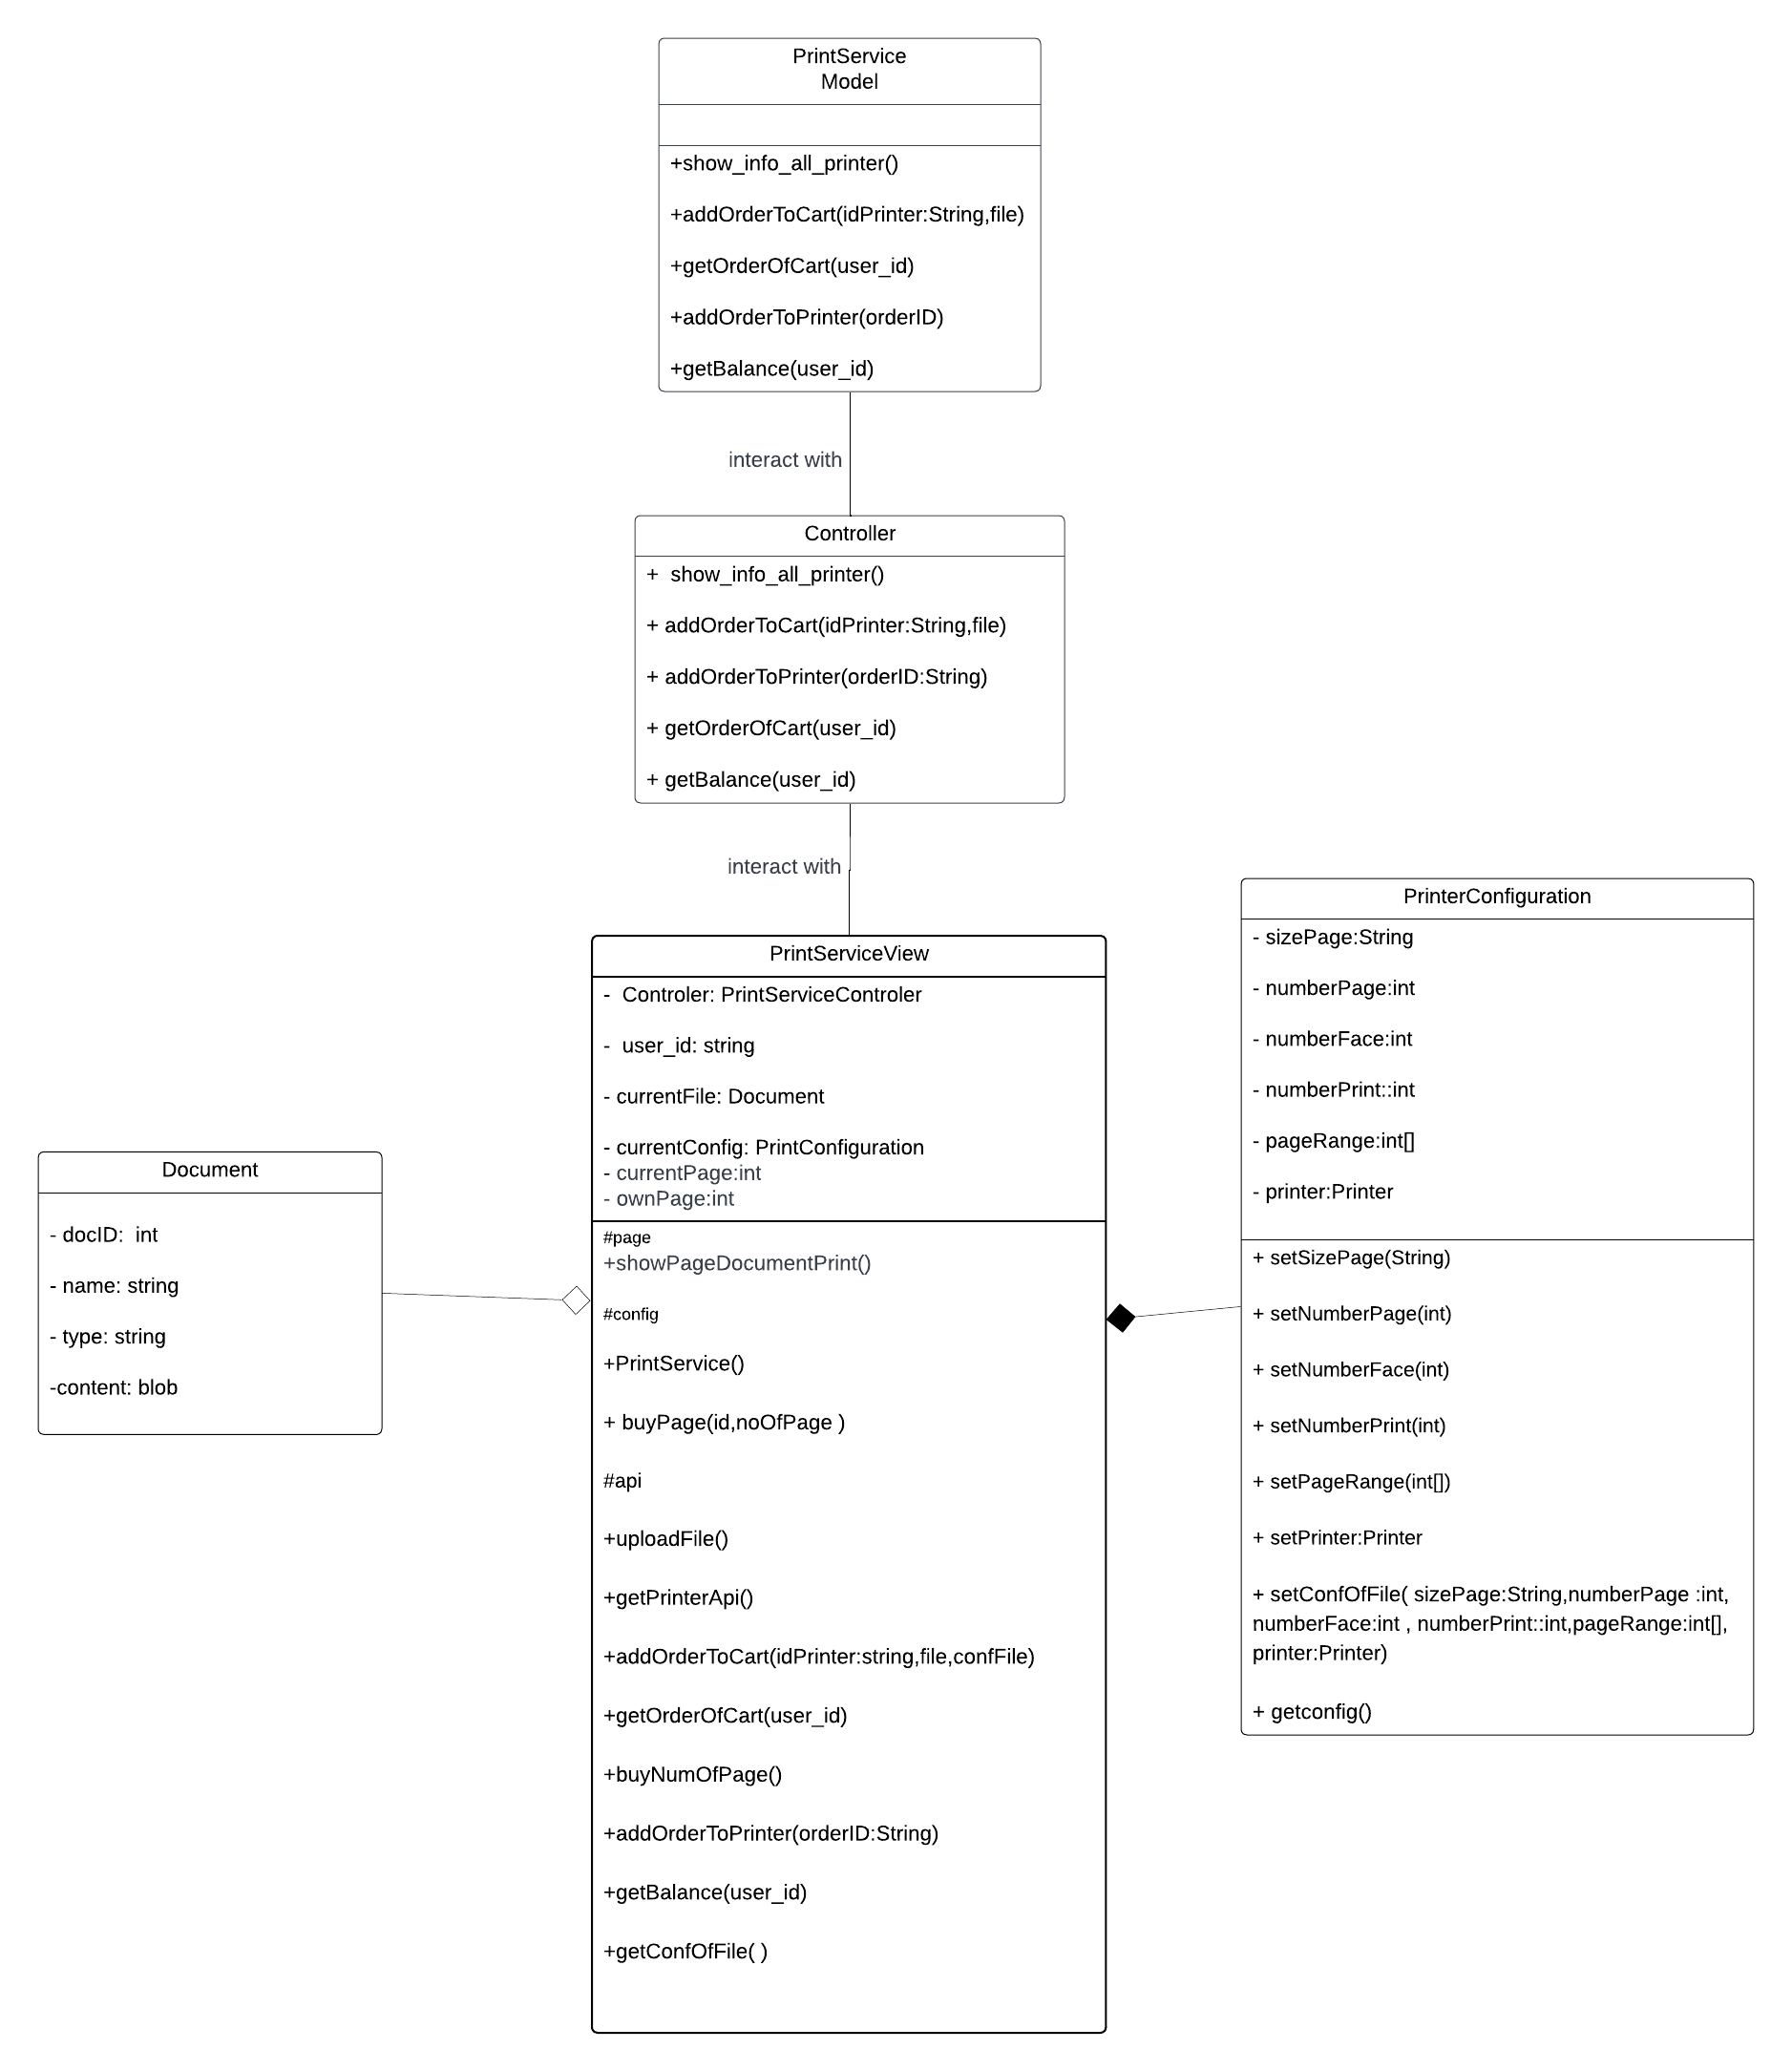 PrintService
Model
+show_info_all_printer()
+addOrderToCart(idPrinter:String,file)
+getOrderOfCart(user_id)
+addOrderToPrinter(orderID)
+getBalance(user_id)
interact with
Controller
+  show_info_all_printer()
+ addOrderToCart(idPrinter:String,file)
+ addOrderToPrinter(orderID:String)
+ getOrderOfCart(user_id)
+ getBalance(user_id)
interact with
PrintServiceView
-  Controler: PrintServiceControler
-  user_id: string
- currentFile: Document
- currentConfig: PrintConfiguration
- currentPage:int
- ownPage:int
#page
+showPageDocumentPrint()
#config
+PrintService()
+ buyPage(id,noOfPage )
#api
+uploadFile()
+getPrinterApi()
+addOrderToCart(idPrinter:string,file,confFile)
+getOrderOfCart(user_id)
+buyNumOfPage()
+addOrderToPrinter(orderID:String)
+getBalance(user_id)
+getConfOfFile( )
Document
- docID:  int
- name: string
- type: string
-content: blob
PrinterConfiguration
- sizePage:String
- numberPage:int
- numberFace:int
- numberPrint::int
- pageRange:int[]
- printer:Printer
+ setSizePage(String)
+ setNumberPage(int)
+ setNumberFace(int)
+ setNumberPrint(int)
+ setPageRange(int[])
+ setPrinter:Printer
+ setConfOfFile( sizePage:String,numberPage :int,
numberFace:int , numberPrint::int,pageRange:int[],
printer:Printer)
+ getconfig()